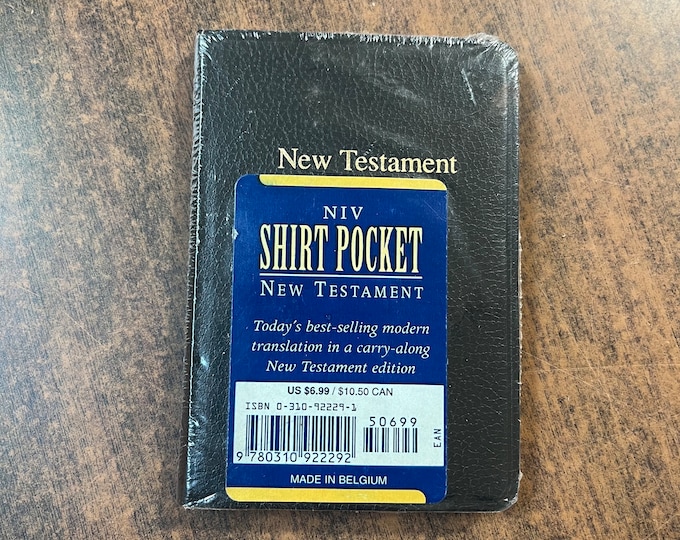 New Testament
NIV
SHIRT POCKET
NEW TESTAMENT
Today's best-selling modern
translation in a carry-along
New Testament edition
US $6.99 / $10.50 CAN
ISBN 0-310-92229-1
50699
EAN
9 780310 922292
MADE IN BELGIUM